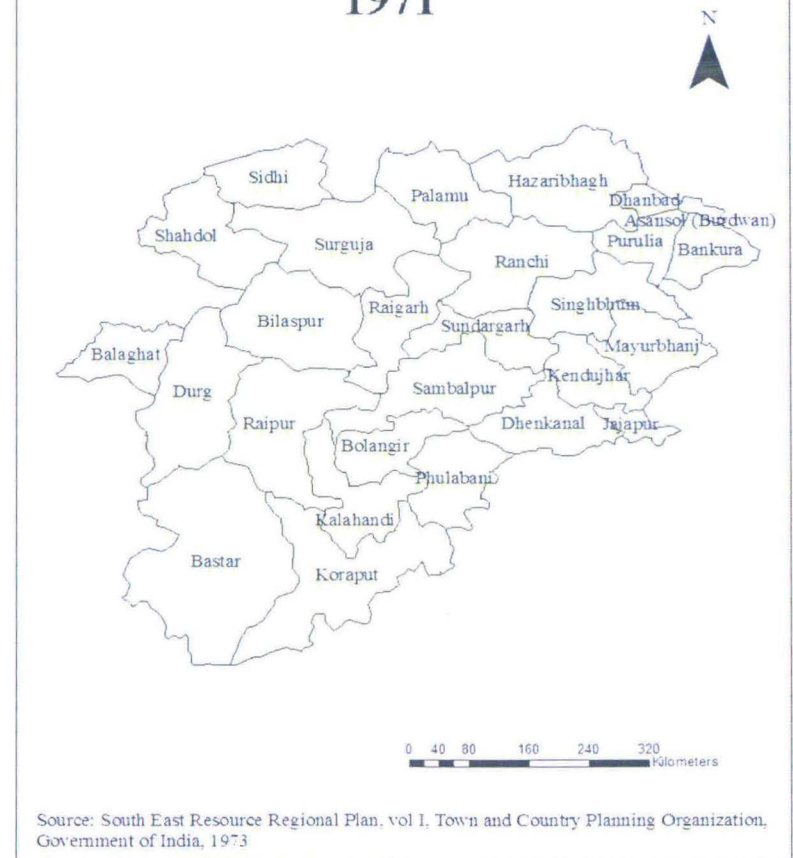 1971
N
Sidhi
Palamu
Hazaribhagh
Dhanbad
Asansol (Burdwan)
Shahdol
Surguja
Ranchi
Purulia
Bankura
Bilaspur
Raigarh
Singhbhum
Sundargarh
Mayurbhanj
Balaghat
Durg
Sambalpur
Kendujhar
Raipur
Bolangir
Dhenkanal
Jajapur
Phulabani
Kalahandi
Bastar
Koraput
0 40 80 160 240 320
Kilometers
Source: South East Resource Regional Plan, vol I, Town and Country Planning Organization,
Government of India, 1973